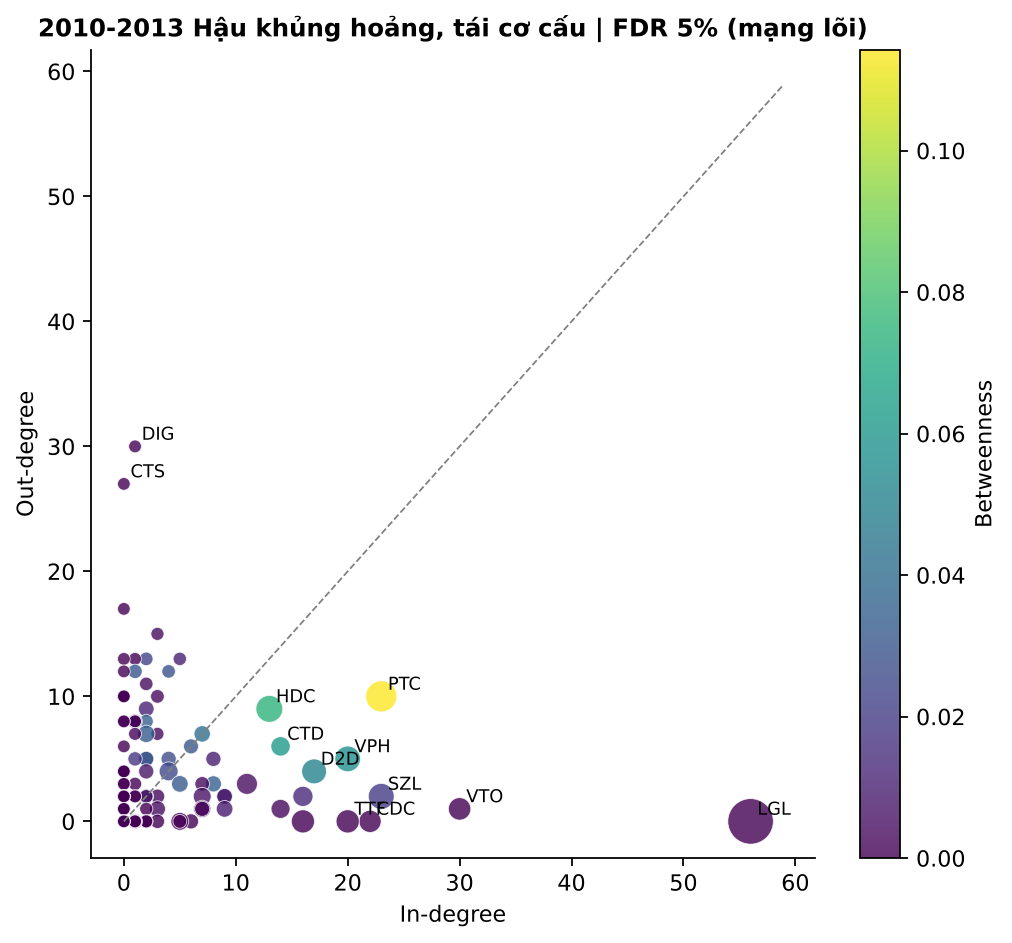 2010-2013 Hậu khủng hoảng, tái cơ cấu | FDR 5% (mạng lõi)
60
50
40
30
20
10
0
Out-degree
DIG
CTS
HDC
PTC
CTD
VPH
D2D
SZL
VTO
CDC
LGL
0
10
20
30
40
50
60
In-degree
0.10
0.08
0.06
0.04
0.02
0.00
Betweenness